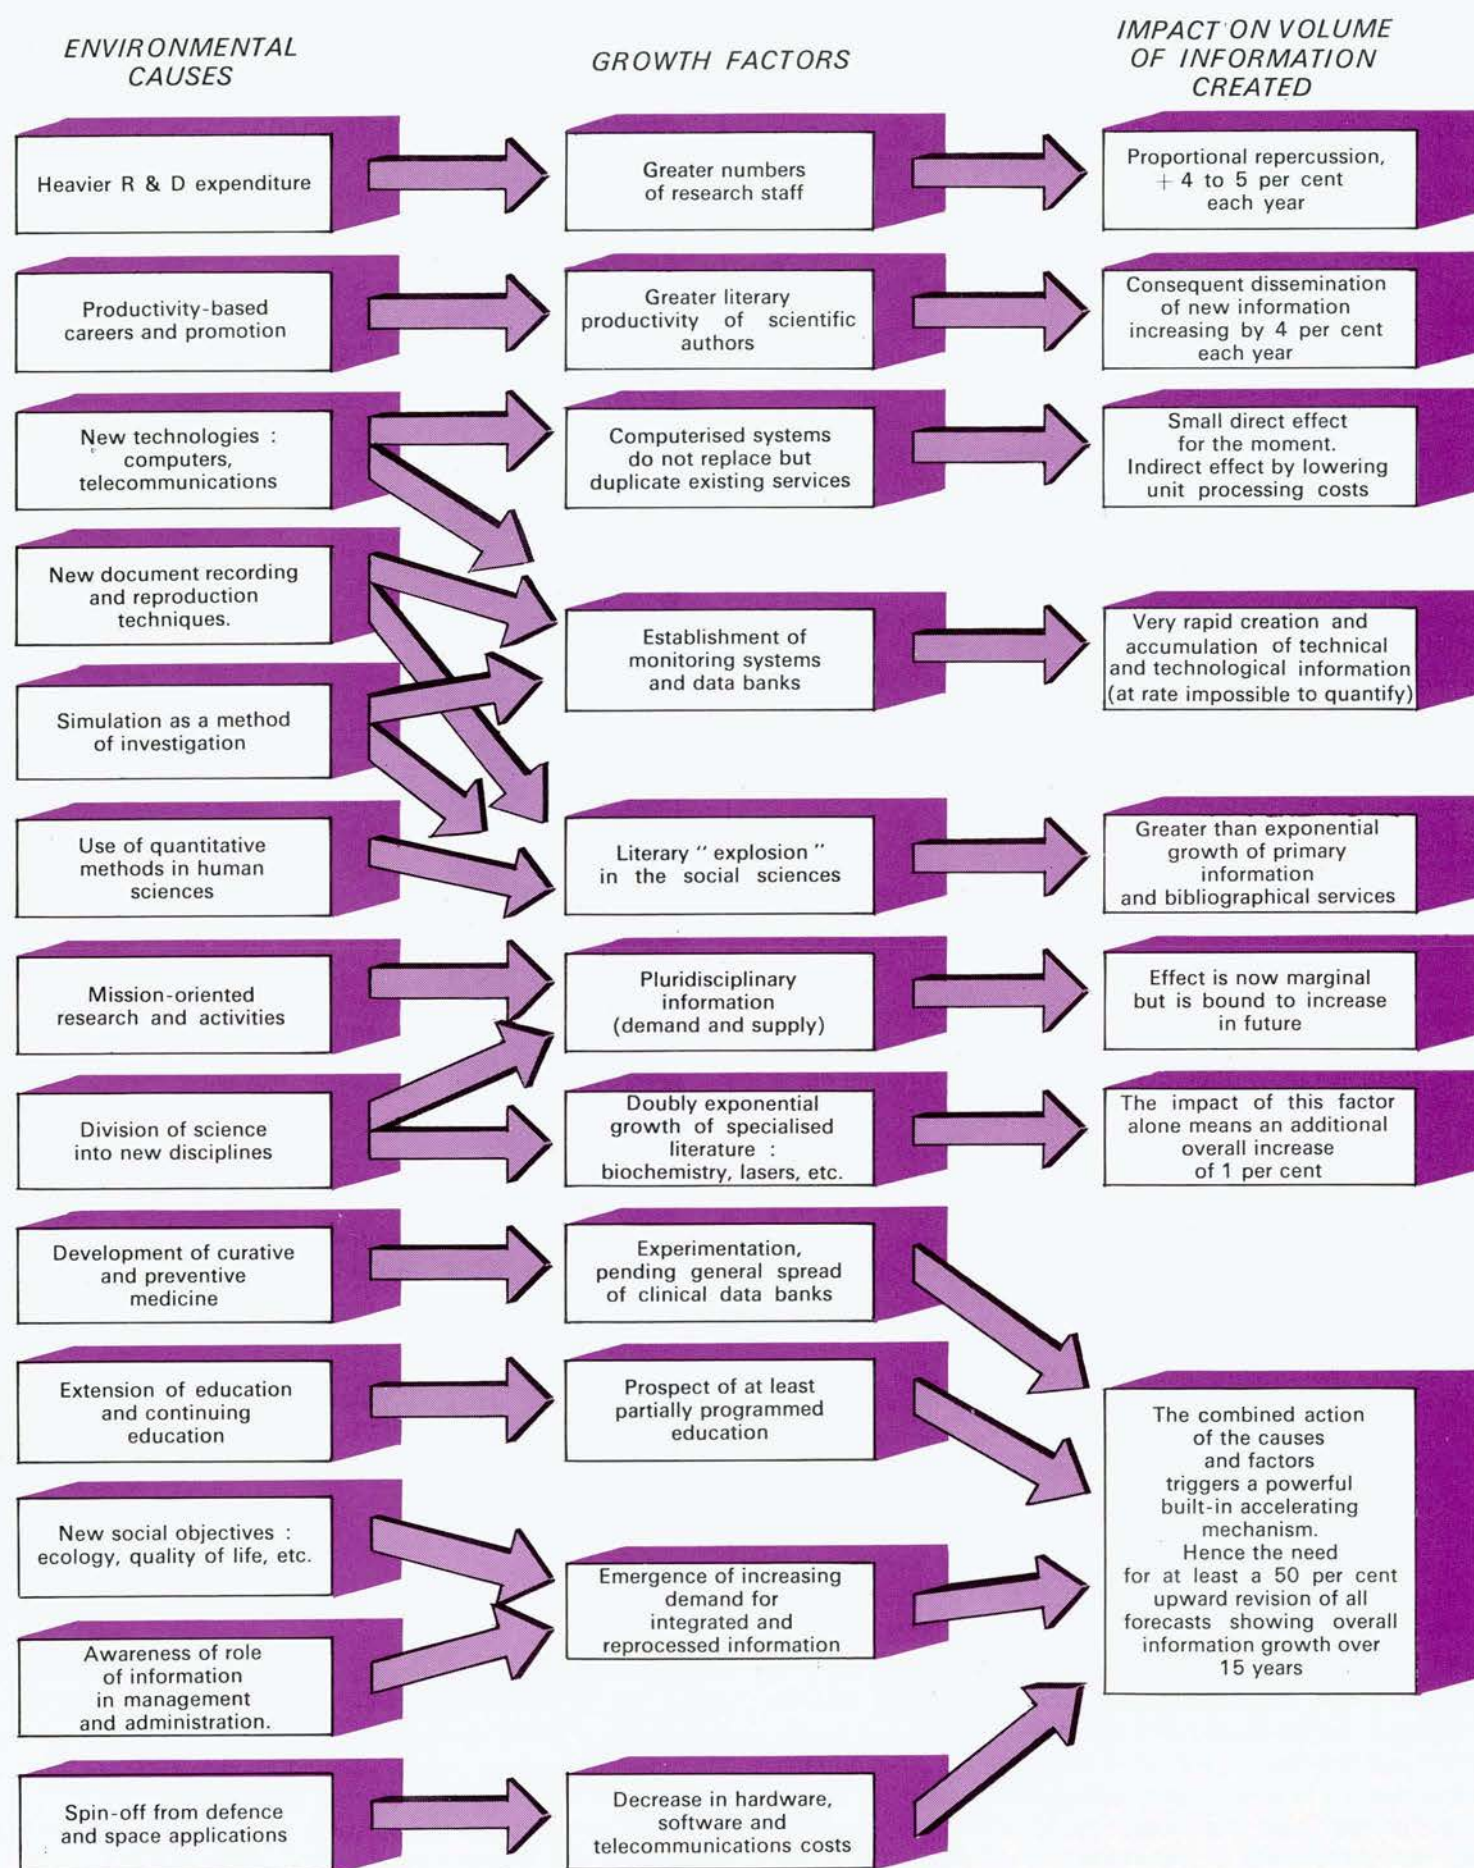 ENVIRONMENTAL
CAUSES
GROWTH FACTORS
IMPACT ON VOLUME
OF INFORMATION
CREATED
Heavier R & D expenditure
Greater numbers
of research staff
Proportional repercussion,
+ 4 to 5 per cent
each year
Productivity-based
careers and promotion
Greater literary
productivity of scientific
authors
Consequent dissemination
of new information
increasing by 4 per cent
each year
New technologies :
computers,
telecommunications
Computerised systems
do not replace but
duplicate existing services
Small direct effect
for the moment.
Indirect effect by lowering
unit processing costs
New document recording
and reproduction
techniques.
Establishment of
monitoring systems
and data banks
Very rapid creation and
accumulation of technical
and technological information
(at rate impossible to quantify)
Simulation as a method
of investigation
Use of quantitative
methods in human
sciences
Literary " explosion "
in the social sciences
Greater than exponential
growth of primary
information
and bibliographical services
Mission-oriented
research and activities
Pluridisciplinary
information
(demand and supply)
Effect is now marginal
but is bound to increase
in future
Division of science
into new disciplines
Doubly exponential
growth of specialised
literature :
biochemistry, lasers, etc.
The impact of this factor
alone means an additional
overall increase
of 1 per cent
Development of curative
and preventive
medicine
Experimentation,
pending general spread
of clinical data banks
Extension of education
and continuing
education
Prospect of at least
partially programmed
education
The combined action
of the causes
and factors
triggers a powerful
built-in accelerating
mechanism.
Hence the need
for at least a 50 per cent
upward revision of all
forecasts showing overall
information growth over
15 years
New social objectives :
ecology, quality of life, etc.
Emergence of increasing
demand for
integrated and
reprocessed information
Awareness of role
of information
in management
and administration.
Spin-off from defence
and space applications
Decrease in hardware,
software and
telecommunications costs